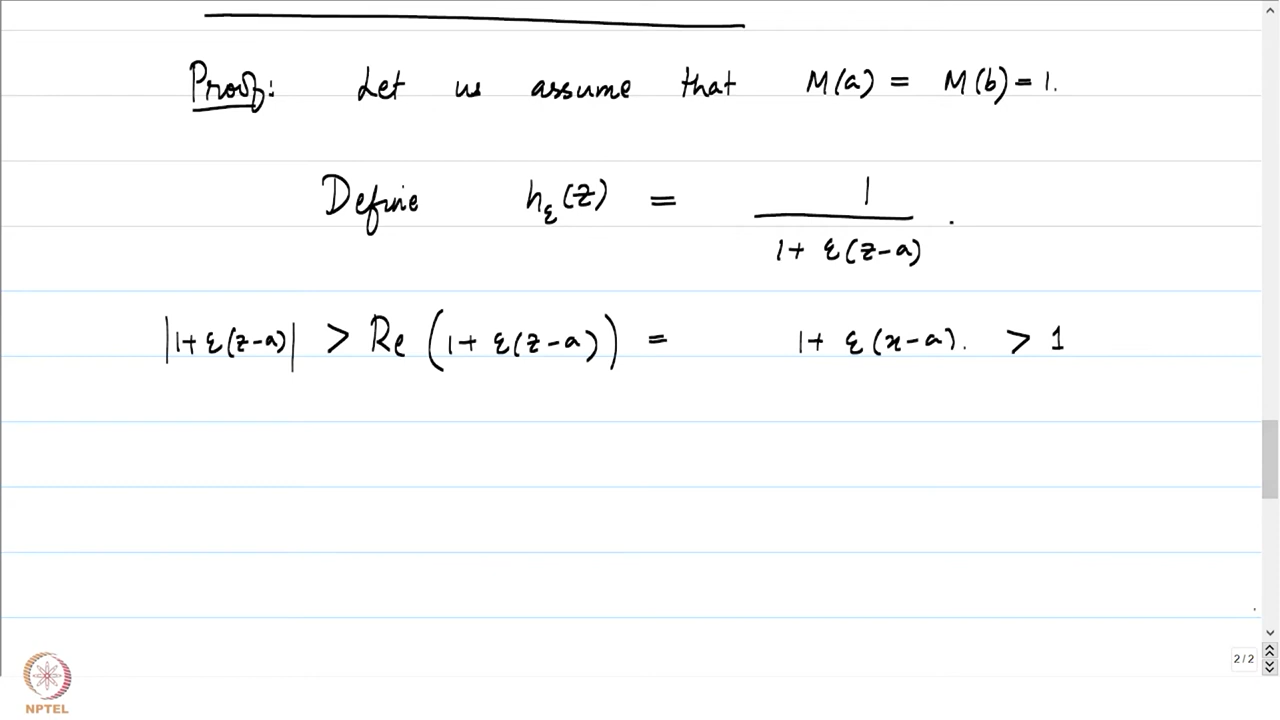 Proof: Let us assume that M(a) = M(b) = 1.
Define h_ε(z) = 1 / (1 + ε(z-a)) .
|1 + ε(z-a)| > Re (1 + ε(z-a)) = 1 + ε(x-a). > 1
2 / 2
NPTEL